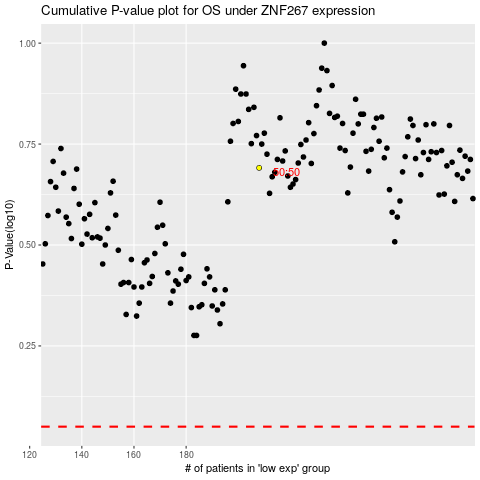 Cumulative P-value plot for OS under ZNF267 expression
P-Value(log10)
1.00
0.75
0.50
0.25
50:50
120 140 160 180
# of patients in 'low exp' group